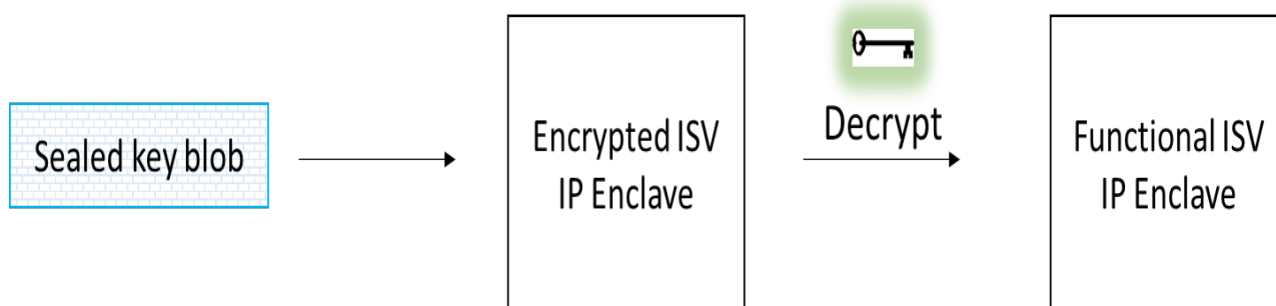 Sealed key blob
Encrypted ISV
IP Enclave
Decrypt
Functional ISV
IP Enclave